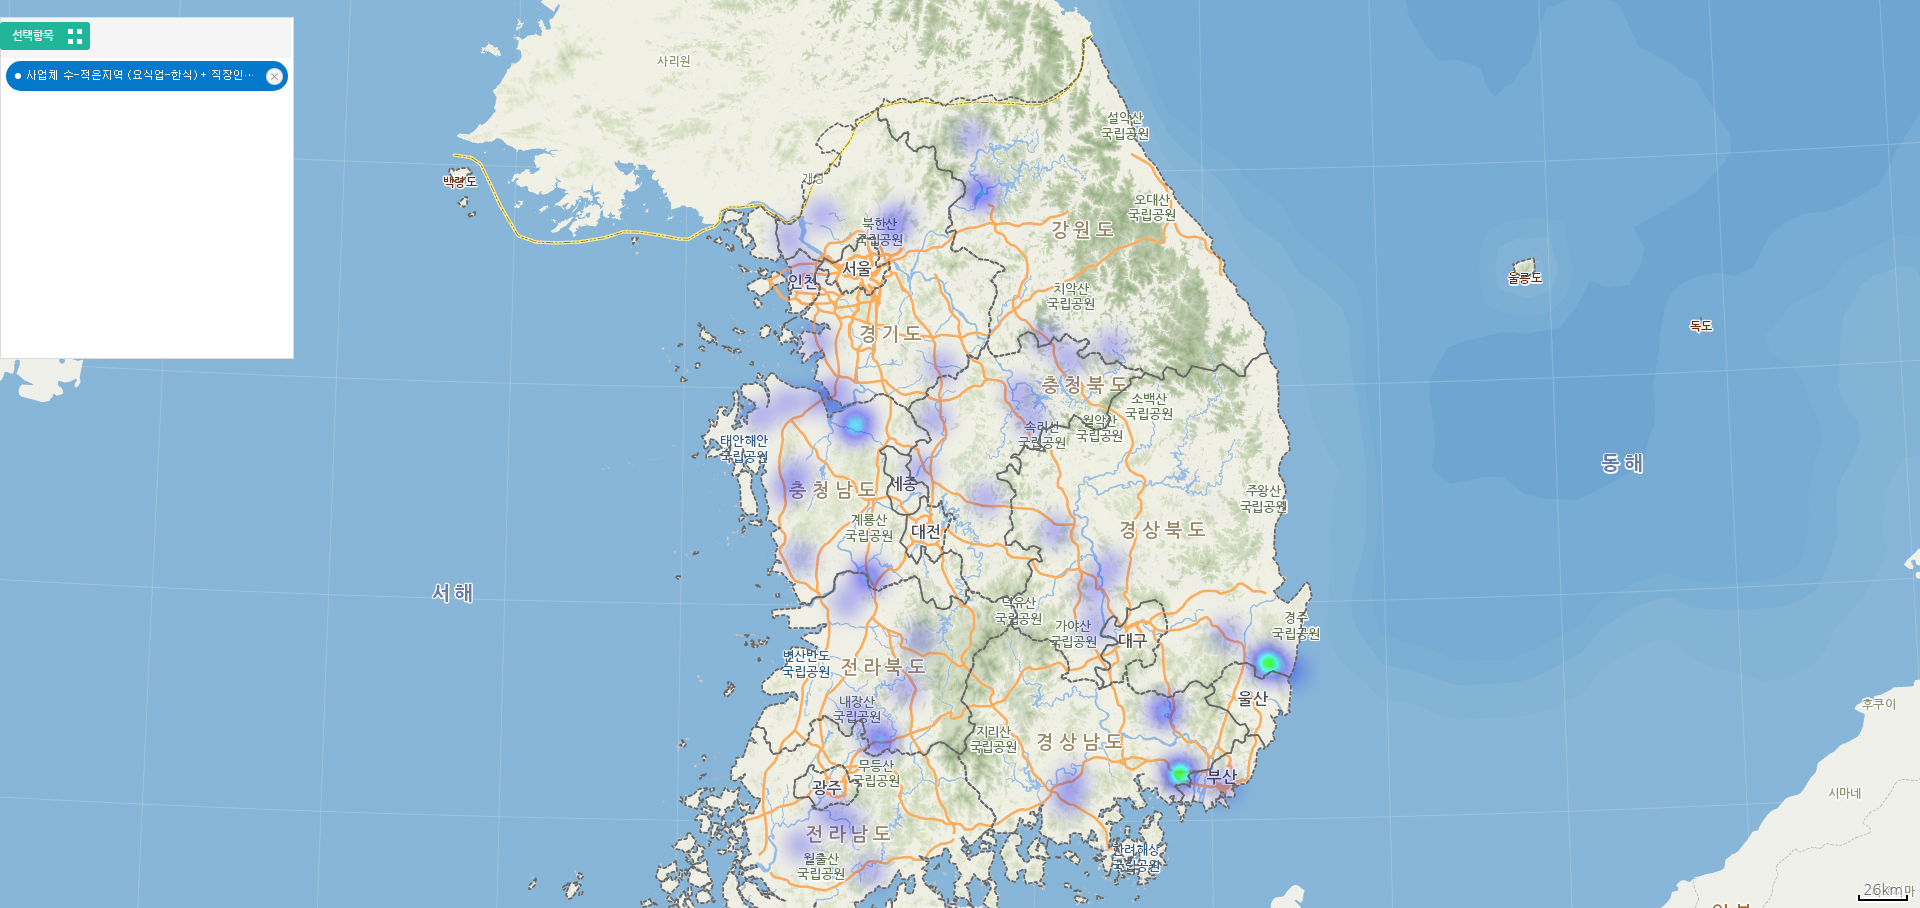 선택항목
사업체 수-적은지역 (요식업-한식) + 직장인…
사리원
설악산
국립공원
백령도
개성
오대산
국립공원
북한산
국립공원
강원도
서울
인천
울릉도
치악산
국립공원
독도
경기도
충청북도
소백산
국립공원
월악산
국립공원
속리산
국립공원
태안해안
국립공원
동해
세종
충청남도
주왕산
국립공원
계룡산
국립공원
대전
경상북도
서해
덕유산
국립공원
경주
국립공원
가야산
국립공원
대구
변산반도
국립공원
전라북도
울산
내장산
국립공원
후쿠이
지리산
국립공원
경상남도
무등산
국립공원
부산
광주
시마네
전라남도
월출산
국립공원
한려해상
국립공원
26km